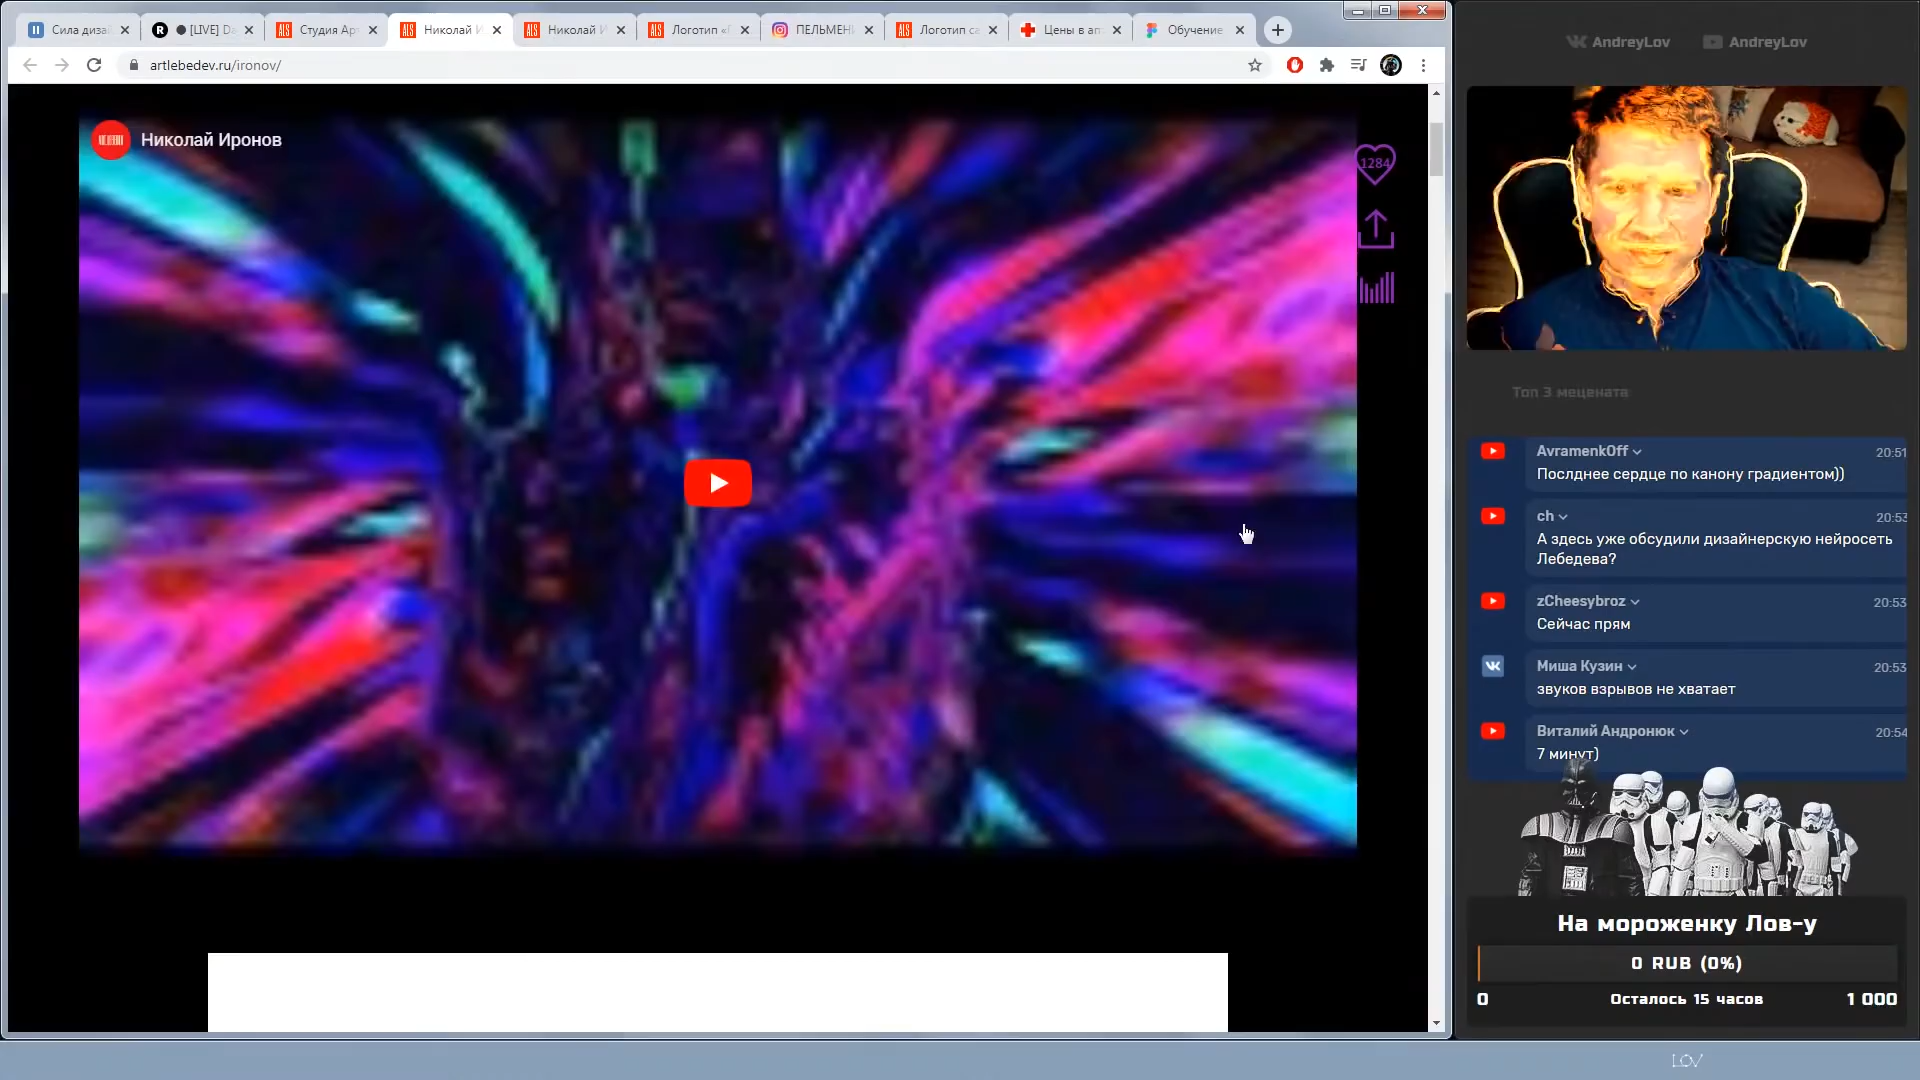 Сила диза
[LIVE] Da
Студия Ар
Николай И
Николай И
Логотип «Г
ПЕЛЬМЕН
Логотип са
Цены в ап
Обучение
artlebedev.ru/ironov/
Николай Иронов
1284
AndreyLov
AndreyLov
Топ 3 мецената
AvramenkOff
20:51
Послднее сердце по канону градиентом))
ch
20:53
А здесь уже обсудили дизайнерскую нейросеть
Лебедева?
zCheesybroz
20:53
Сейчас прям
Миша Кузин
20:53
звуков взрывов не хватает
Виталий Андронюк
20:54
7 минут)
На мороженку Лов-у
0 RUB (0%)
0
Осталось 15 часов
1 000
LOV